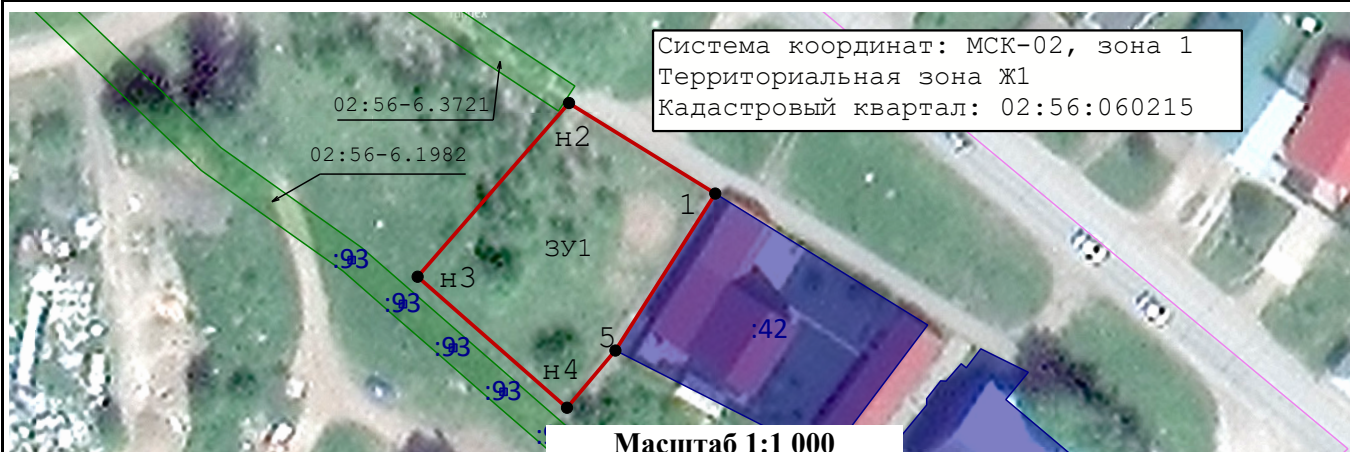 Система координат: МСК-02, зона 1
Территориальная зона Ж1
Кадастровый квартал: 02:56:060215
02:56-6.3721
н2
02:56-6.1982
1
ЗУ1
:93
н3
:93
:42
5
:93
н4
:93
Масштаб 1:1 000